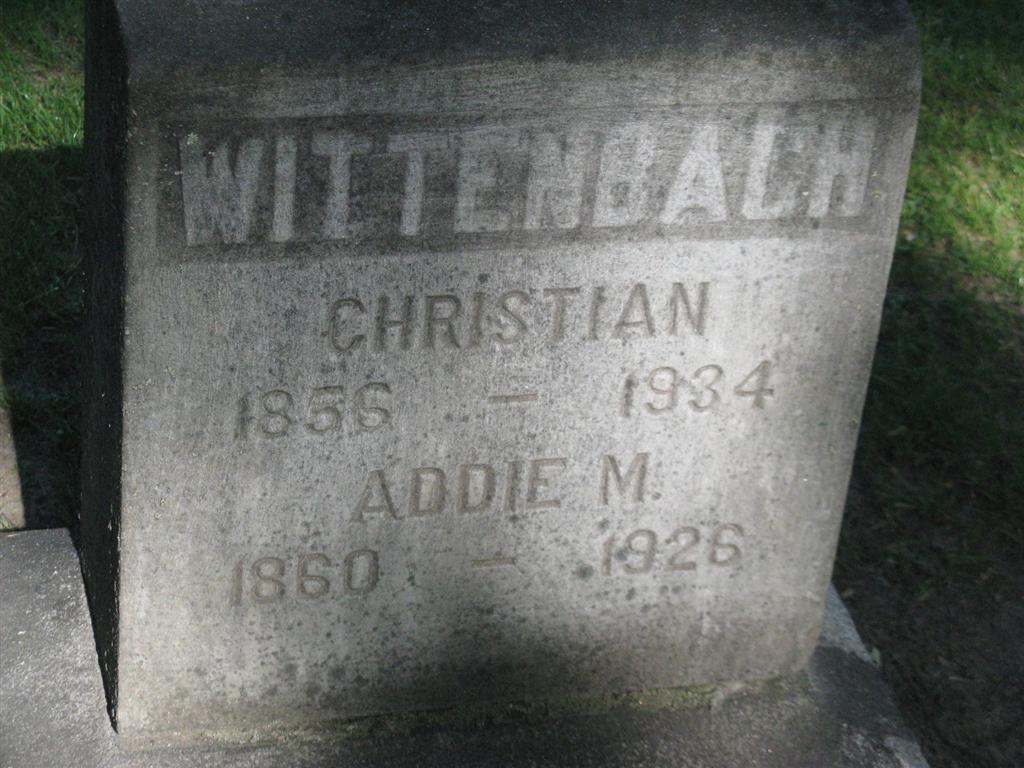 WITTENBACH
CHRISTIAN
1856 – 1934
ADDIE M.
1860 – 1926